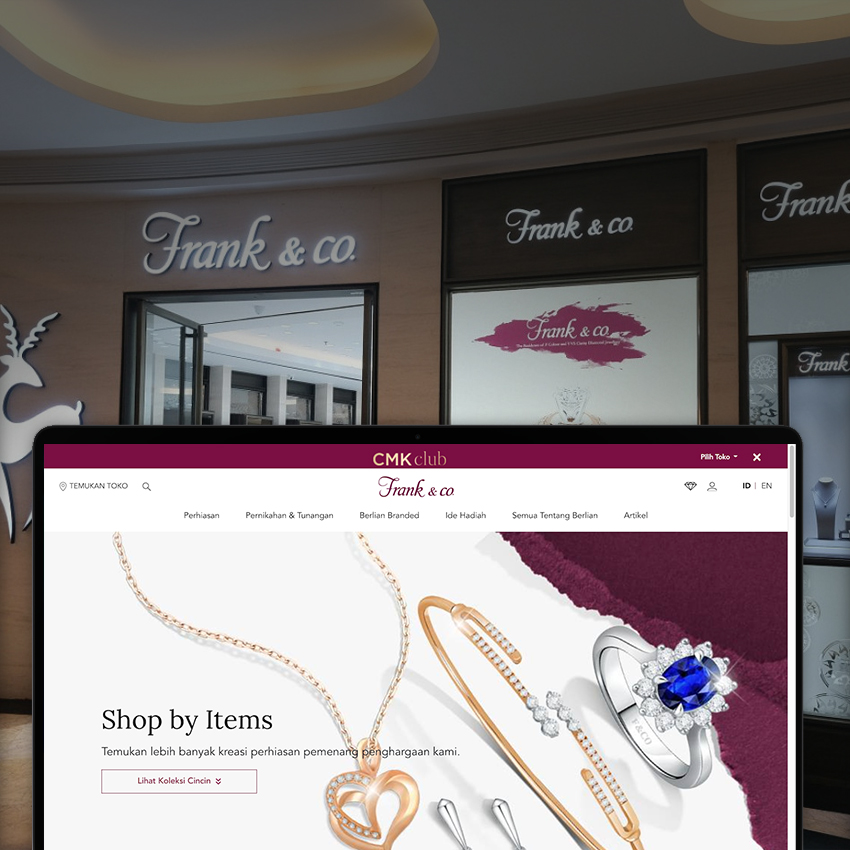 Frank & co.
Frank & co.
Frank
Frank & co.
Frank
CMK club
Pilih Toko
TEMUKAN TOKO
Frank & co.
ID | EN
Perhiasan
Pernikahan & Tunangan
Berlian Branded
Ide Hadiah
Semua Tentang Berlian
Artikel
F&CO
Shop by Items
Temukan lebih banyak kreasi perhiasan pemenang penghargaan kami.
Lihat Koleksi Cincin